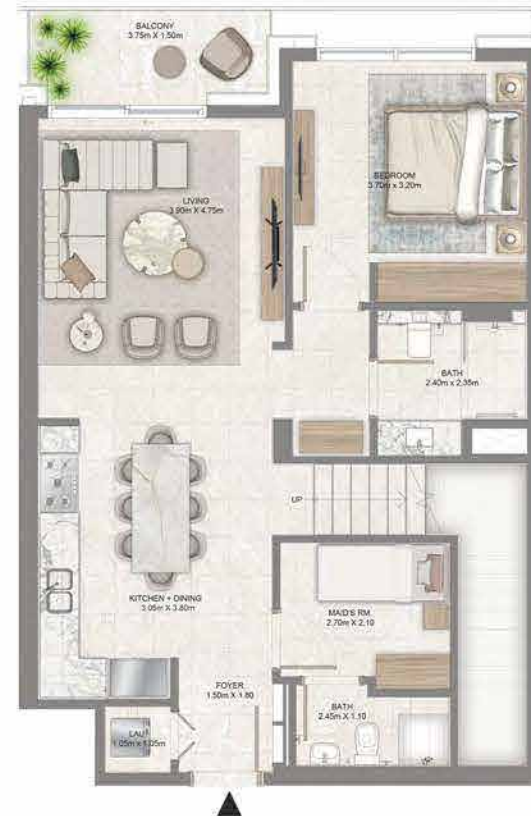 BALCONY
3.75m X 1.50m
BEDROOM
3.70m x 3.20m
LIVING
3.93m X 4.75m
BATH
2.40m x 2.35m
UP
MAID'S RM.
2.70m X 2.10
KITCHEN + DINING
3.05m X 3.80m
FOYER
1.50m X 1.80
BATH
2.45m X 1.10
LAU
1.05m x 1.05m